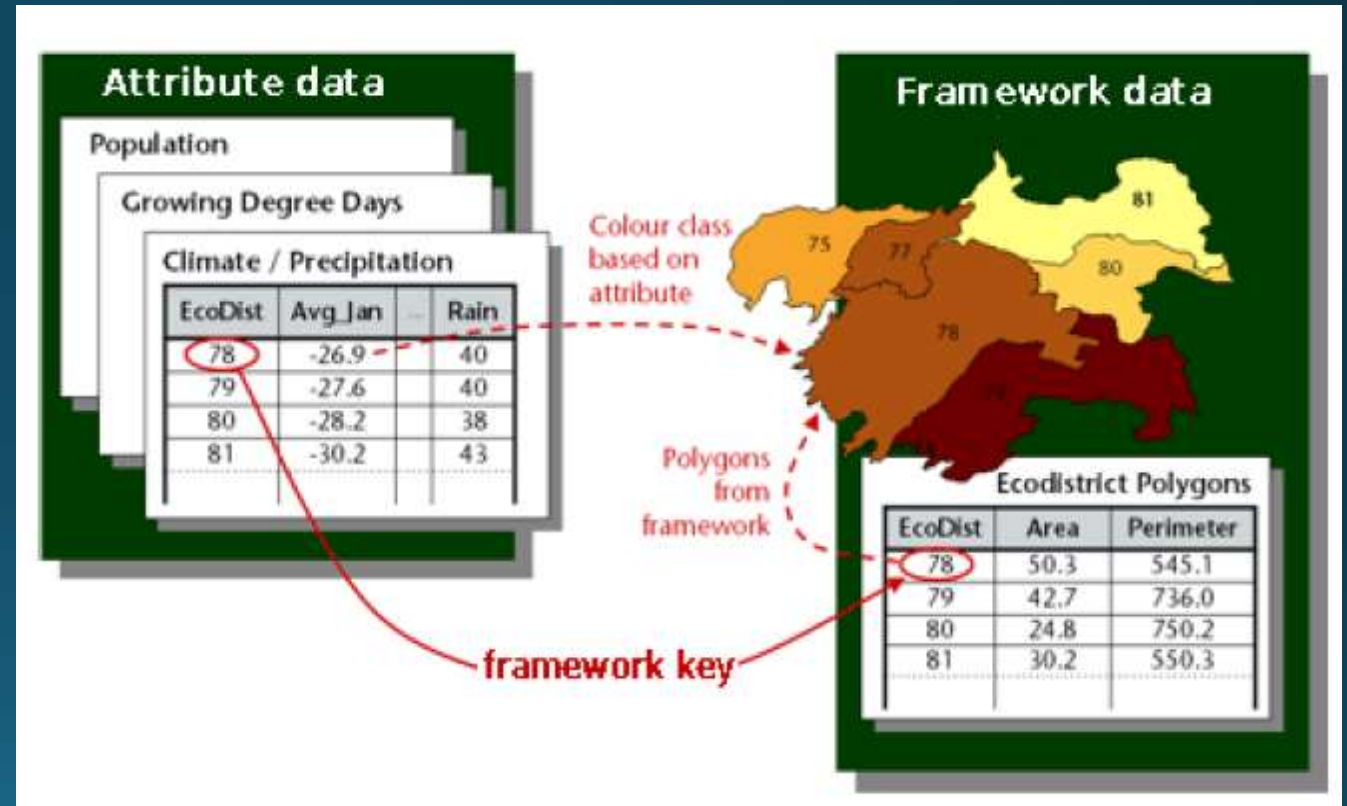 Attribute data
Population
Growing Degree Days
Climate / Precipitation
EcoDist Avg_Jan ... Rain
78 -26.9 40
79 -27.6 40
80 -28.2 38
81 -30.2 43
Colour class
based on
attribute
Polygons
from
framework
framework key
Framework data
81
75
77
80
78
Ecodistrict Polygons
EcoDist Area Perimeter
78 50.3 545.1
79 42.7 736.0
80 24.8 750.2
81 30.2 550.3